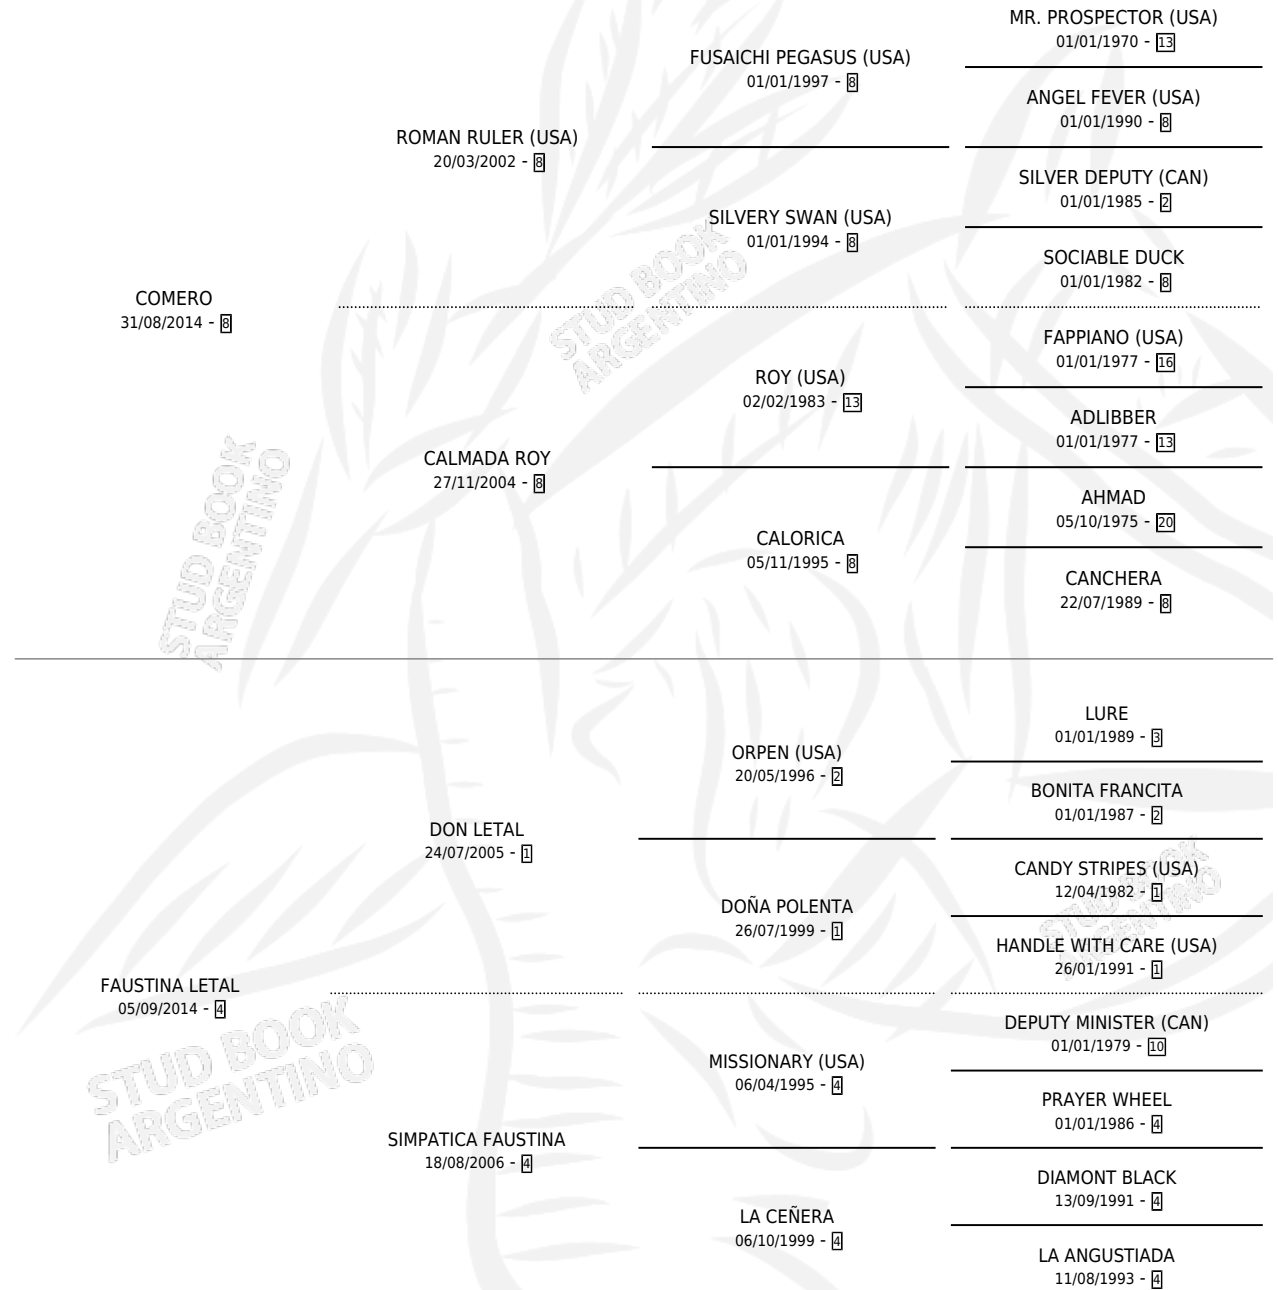 MR. PROSPECTOR (USA)
01/01/1970 - 13
FUSAICHI PEGASUS (USA)
01/01/1997 - 8
ANGEL FEVER (USA)
01/01/1990 - 8
ROMAN RULER (USA)
20/03/2002 - 8
SILVER DEPUTY (CAN)
01/01/1985 - 2
SILVERY SWAN (USA)
01/01/1994 - 8
SOCIABLE DUCK
01/01/1982 - 8
COMERO
31/08/2014 - 8
FAPPIANO (USA)
01/01/1977 - 16
ROY (USA)
02/02/1983 - 13
ADLIBBER
01/01/1977 - 13
CALMADA ROY
27/11/2004 - 8
AHMAD
05/10/1975 - 20
CALORICA
05/11/1995 - 8
CANCHERA
22/07/1989 - 8
LURE
01/01/1989 - 3
ORPEN (USA)
20/05/1996 - 2
BONITA FRANCITA
01/01/1987 - 2
DON LETAL
24/07/2005 - 1
CANDY STRIPES (USA)
12/04/1982 - 1
DOÑA POLENTA
26/07/1999 - 1
HANDLE WITH CARE (USA)
26/01/1991 - 1
FAUSTINA LETAL
05/09/2014 - 4
DEPUTY MINISTER (CAN)
01/01/1979 - 10
MISSIONARY (USA)
06/04/1995 - 4
PRAYER WHEEL
01/01/1986 - 4
SIMPATICA FAUSTINA
18/08/2006 - 4
DIAMONT BLACK
13/09/1991 - 4
LA CEÑERA
06/10/1999 - 4
LA ANGUSTIADA
11/08/1993 - 4
STUD BOOK
ARGENTINO
STUD BOOK
ARGENTINO
STUD BOOK
ARGENTINO
STUD BOOK
ARGENTINO